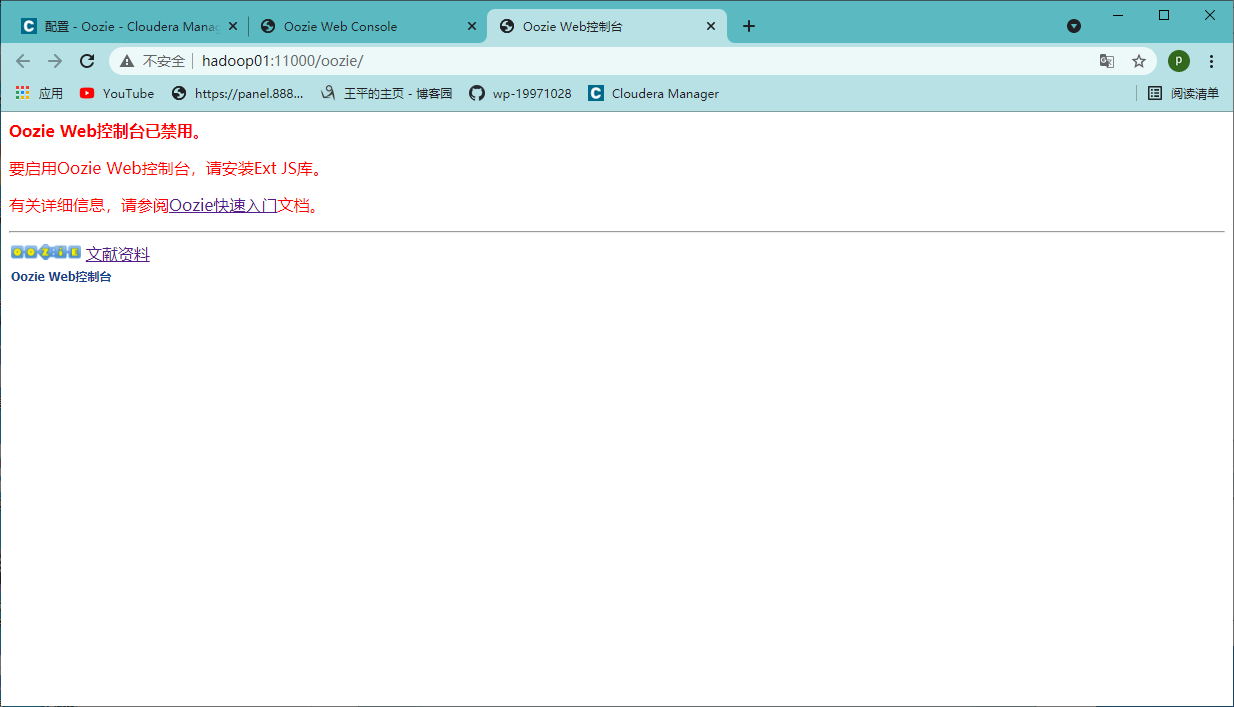 配置 - Oozie - Cloudera Manag
Oozie Web Console
Oozie Web控制台
不安全 hadoop01:11000/oozie/
P
应用 YouTube https://panel.888... 王平的主页 - 博客园 wp-19971028 C Cloudera Manager 阅读清单
Oozie Web控制台已禁用。
要启用Oozie Web控制台，请安装Ext JS库。
有关详细信息，请参阅Oozie快速入门文档。
OOZIE 文献资料
Oozie Web控制台